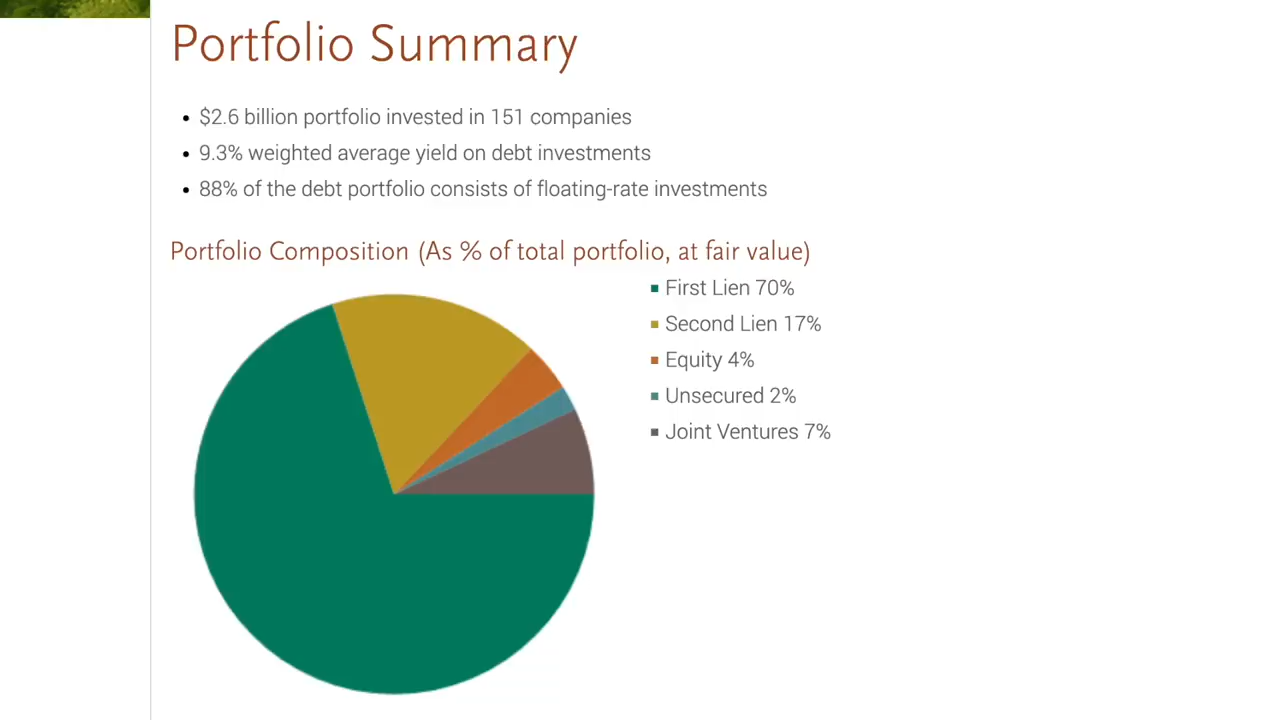 Portfolio Summary
$2.6 billion portfolio invested in 151 companies
9.3% weighted average yield on debt investments
88% of the debt portfolio consists of floating-rate investments
Portfolio Composition (As % of total portfolio, at fair value)
First Lien 70%
Second Lien 17%
Equity 4%
Unsecured 2%
Joint Ventures 7%